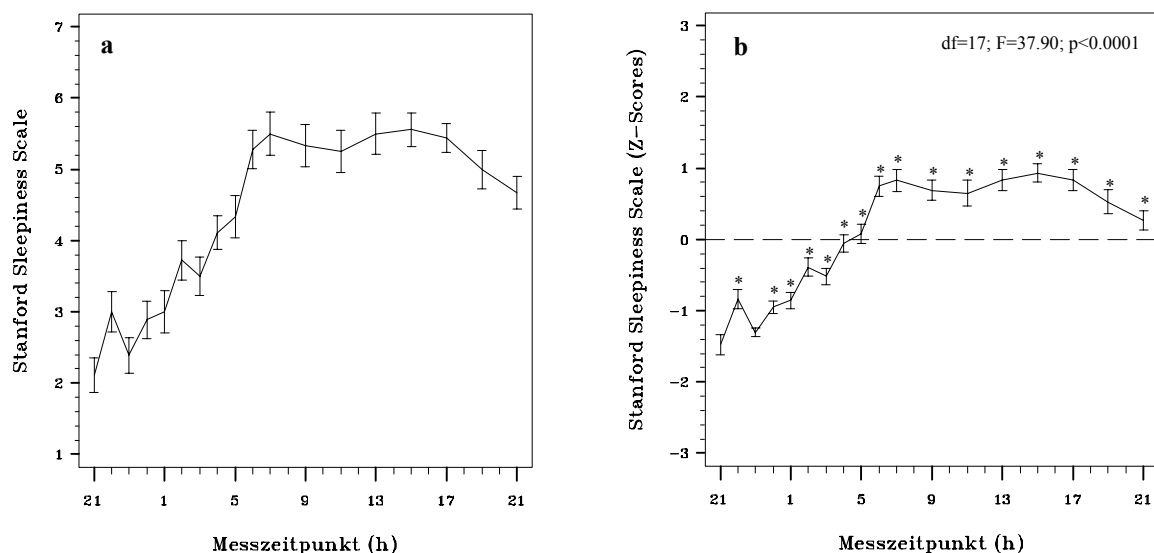 a
Stanford Sleepiness Scale
7
6
5
4
3
2
1
21 1 5 9 13 17 21
Messzeitpunkt (h)
b
df=17; F=37.90; p<0.0001
Stanford Sleepiness Scale (Z-Scores)
3
2
1
0
-1
-2
-3
* * * * * * * * * * * * * * * *
21 1 5 9 13 17 21
Messzeitpunkt (h)